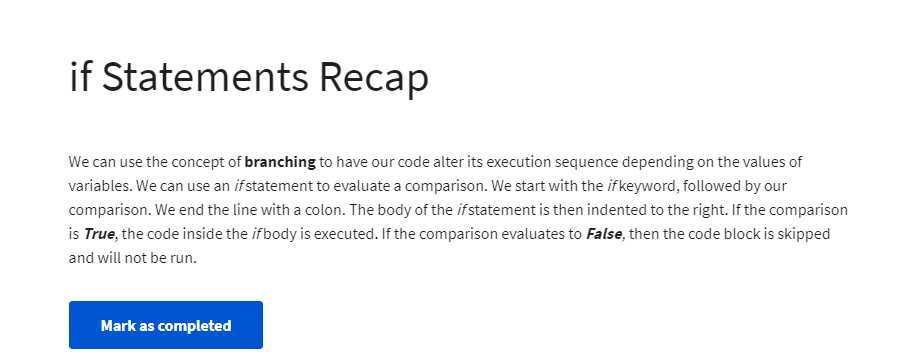 if Statements Recap
We can use the concept of branching to have our code alter its execution sequence depending on the values of
variables. We can use an if statement to evaluate a comparison. We start with the if keyword, followed by our
comparison. We end the line with a colon. The body of the if statement is then indented to the right. If the comparison
is True, the code inside the if body is executed. If the comparison evaluates to False, then the code block is skipped
and will not be run.
Mark as completed